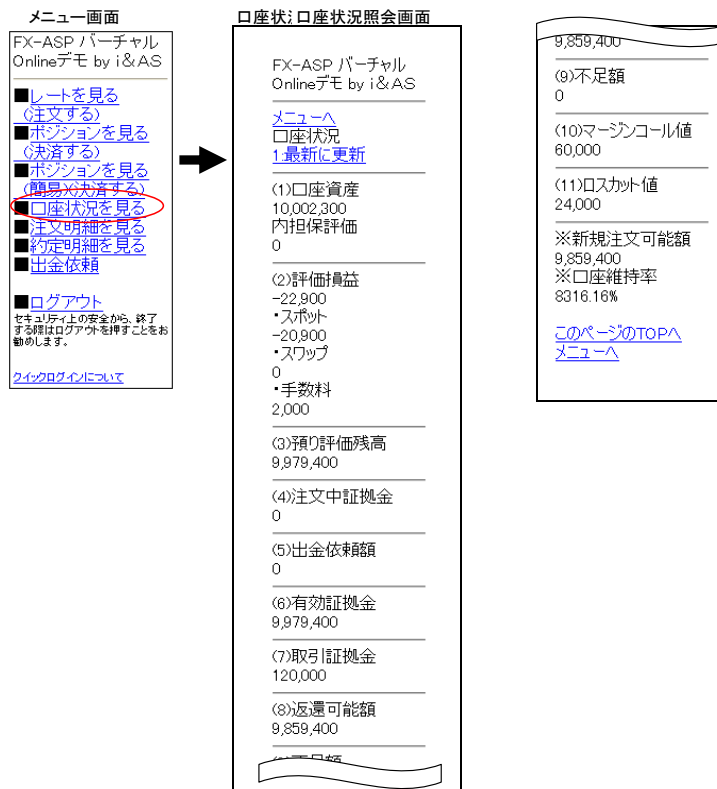 メニュー画面
FX-ASP バーチャル
Onlineデモ by i&AS
■レートを見る
(注文する)
■ポジションを見る
(決済する)
■ポジションを見る
(簡易)(決済する)
■口座状況を見る
■注文明細を見る
■約定明細を見る
■出金依頼
■ログアウト
セキュリティ上の安全から、終了
する際はログアウトを押すことをお
勧めします。
クイックログインについて
口座状
口座状況照会画面
FX-ASP バーチャル
Onlineデモ by i&AS
メニューへ
口座状況
1:最新に更新
(1)口座資産
10,002,300
内担保評価
0
(2)評価損益
-22,900
・スポット
-20,900
・スワップ
0
・手数料
2,000
(3)預り評価残高
9,979,400
(4)注文中証拠金
0
(5)出金依頼額
0
(6)有効証拠金
9,979,400
(7)取引証拠金
120,000
(8)返還可能額
9,859,400
9,859,400
(9)不足額
0
(10)マージンコール値
60,000
(11)ロスカット値
24,000
※新規注文可能額
9,859,400
※口座維持率
8316.16%
このページのTOPへ
メニューへ